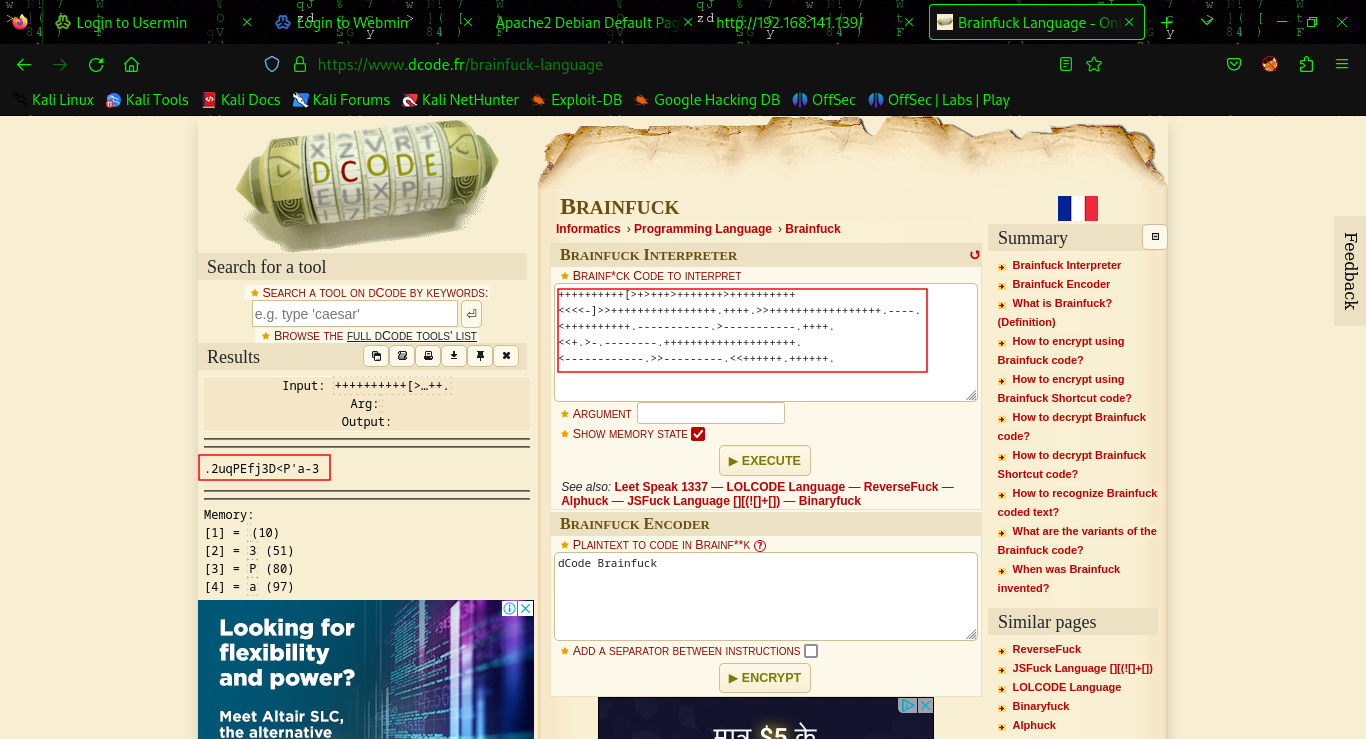 Login to Usermin
Login to Webmin
Apache2 Debian Default Pag
http://192.168.141.139/
Brainfuck Language - Onl
https://www.dcode.fr/brainfuck-language
Kali Linux
Kali Tools
Kali Docs
Kali Forums
Kali NetHunter
Exploit-DB
Google Hacking DB
OffSec
OffSec | Labs | Play
DCODE
Search for a tool
★ Search a tool on dCode by keywords:
e.g. type 'caesar'
★ Browse the full dCode tools' list
Results
Input: ++++++++++[>…++.
Arg:
Output:
.2uqPEfj3D<P'a-3
Memory:
[1] = (10)
[2] = 3 (51)
[3] = P (80)
[4] = a (97)
Looking for
flexibility
and power?
Meet Altair SLC,
the alternative
Brainfuck
Informatics › Programming Language › Brainfuck
Brainfuck Interpreter
★ Brainf*ck Code to interpret
++++++++++[>+>+++>+++++++>++++++++++
<<<<-]>>++++++++++++++++.++++.>>+++++++++++++++++.----.
<++++++++++.-----------.>-----------.++++.
<<+.>-.--------.++++++++++++++++++++.
<------------.>>---------.<<++++++.++++++.
★ Argument
★ Show memory state
▶ EXECUTE
See also: Leet Speak 1337 — LOLCODE Language — ReverseFuck —
Alphuck — JSFuck Language [][(![]+[])] — Binaryfuck
Brainfuck Encoder
★ Plaintext to code in Brainf**k
dCode Brainfuck
★ Add a separator between instructions
▶ ENCRYPT
मात्र $5 के
Summary
Brainfuck Interpreter
Brainfuck Encoder
What is Brainfuck?
(Definition)
How to encrypt using
Brainfuck code?
How to encrypt using
Brainfuck Shortcut code?
How to decrypt Brainfuck
code?
How to decrypt Brainfuck
Shortcut code?
How to recognize Brainfuck
coded text?
What are the variants of the
Brainfuck code?
When was Brainfuck
invented?
Similar pages
ReverseFuck
JSFuck Language [][(![]+[])]
LOLCODE Language
Binaryfuck
Alphuck
Feedback